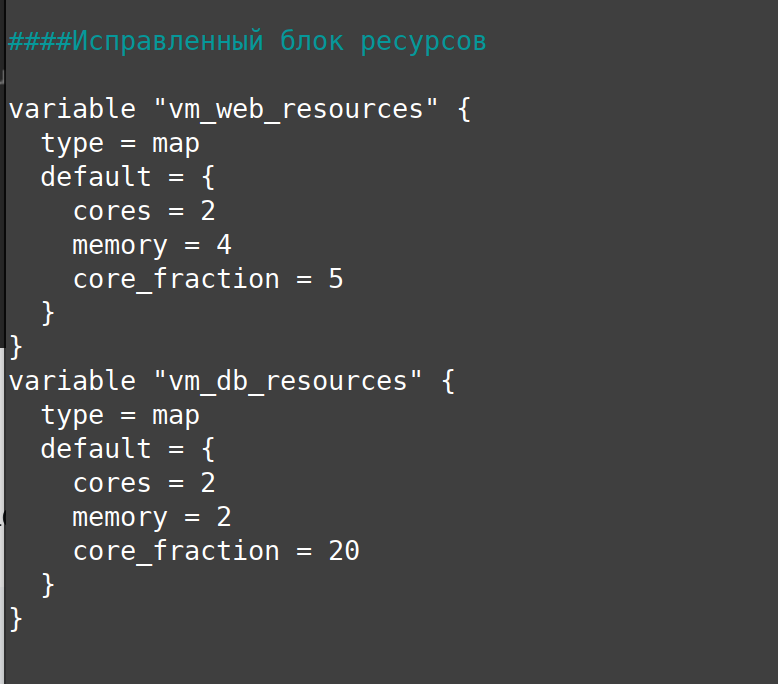 ####Исправленный блок ресурсов
variable "vm_web_resources" {
  type = map
  default = {
    cores = 2
    memory = 4
    core_fraction = 5
  }
}
variable "vm_db_resources" {
  type = map
  default = {
    cores = 2
    memory = 2
    core_fraction = 20
  }
}